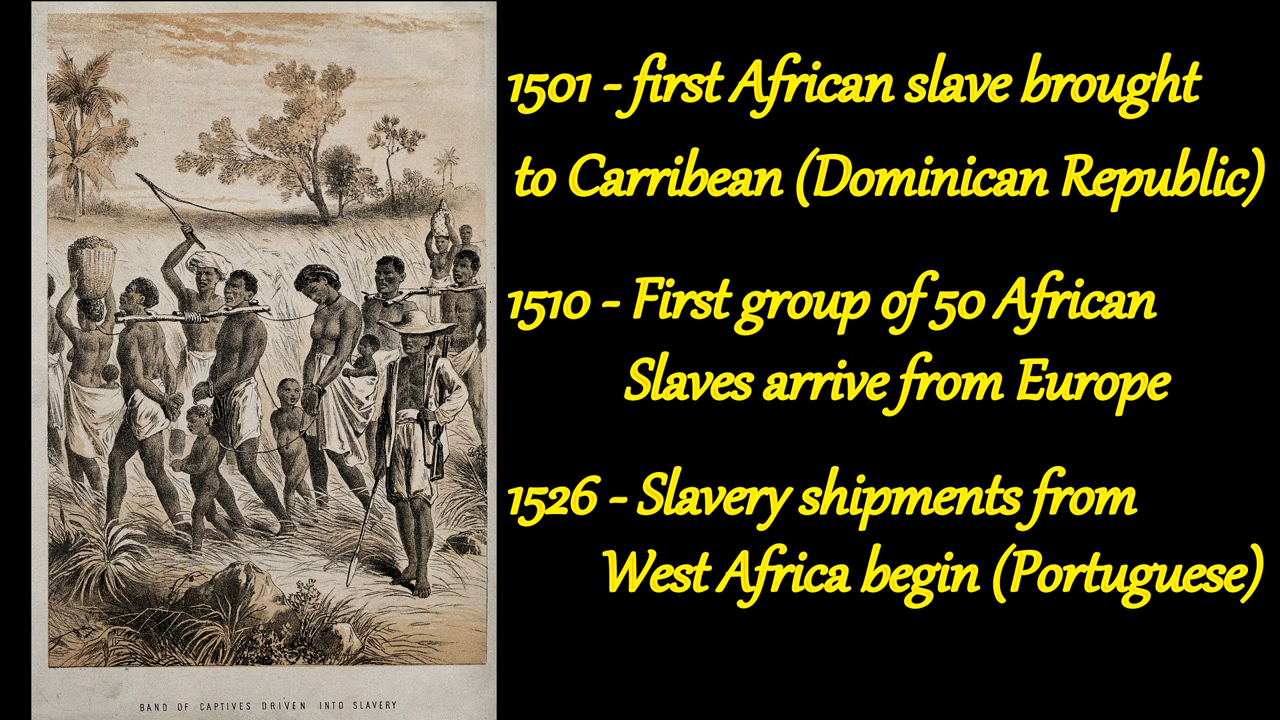 1501 - first African slave brought
to Carribean (Dominican Republic)
1510 - First group of 50 African
Slaves arrive from Europe
1526 - Slavery shipments from
West Africa begin (Portuguese)
BAND OF CAPTIVES DRIVEN INTO SLAVERY